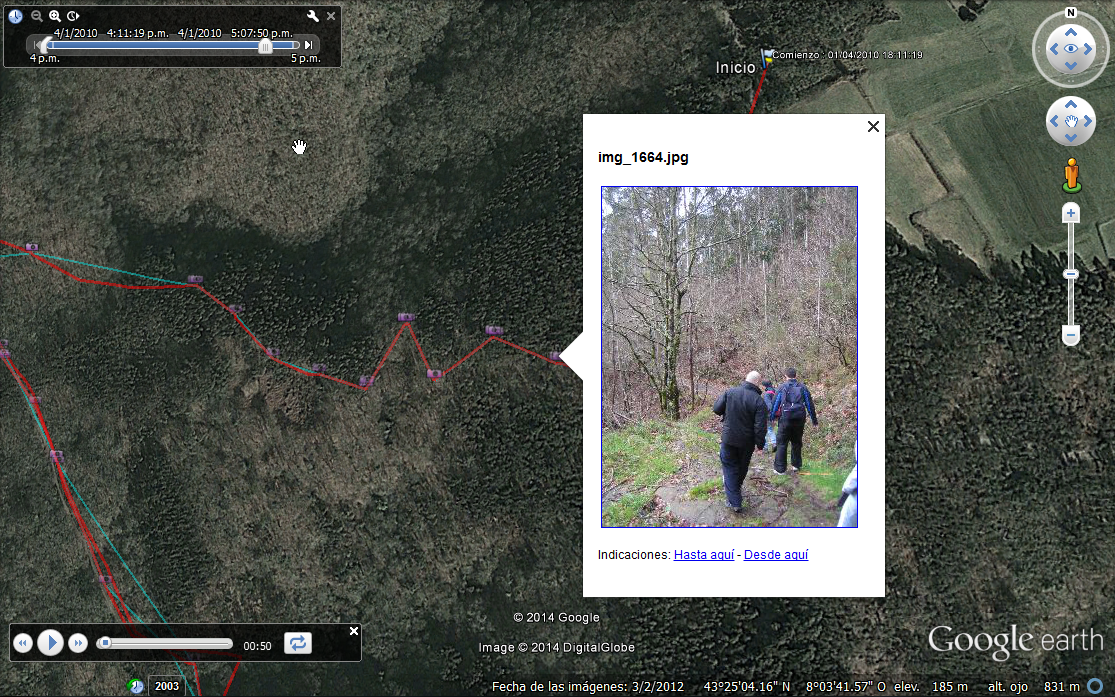 4/1/2010 4:11:19 p.m. 4/1/2010 5:07:50 p.m.
4 p.m. 5 p.m.
N
Inicio
Comienzo : 01/04/2010 18:11:19
img_1664.jpg
Indicaciones: Hasta aquí - Desde aquí
© 2014 Google
00:50
Image © 2014 DigitalGlobe
Google earth
2003
Fecha de las imágenes: 3/2/2012 43°25'04.16" N 8°03'41.57" O elev. 185 m alt. ojo 831 m